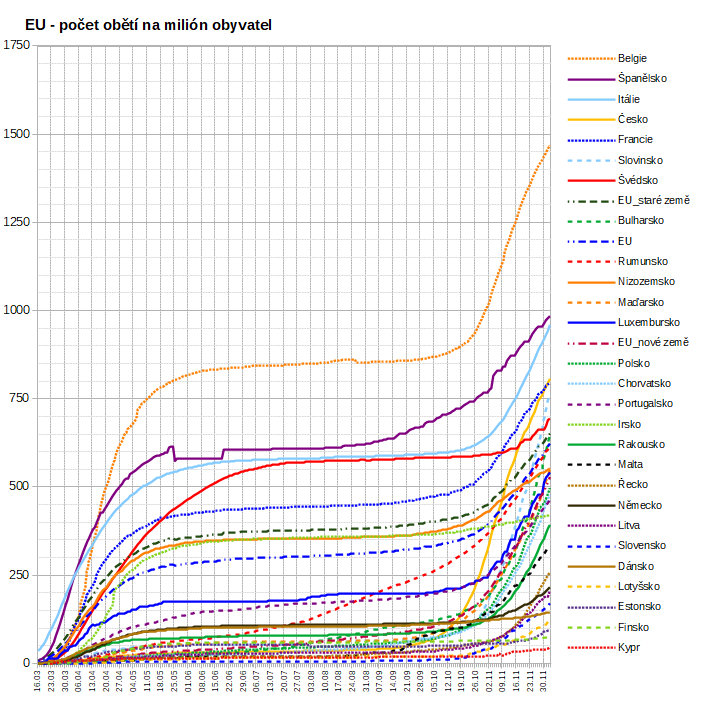 EU - počet obětí na milión obyvatel
1750
1500
1250
1000
750
500
250
0
Belgie
Španělsko
Itálie
Česko
Francie
Slovinsko
Švédsko
EU_staré země
Bulharsko
EU
Rumunsko
Nizozemsko
Maďarsko
Luxembursko
EU_nové země
Polsko
Chorvatsko
Portugalsko
Irsko
Rakousko
Malta
Řecko
Německo
Litva
Slovensko
Dánsko
Lotyšsko
Estonsko
Finsko
Kypr
16.03 23.03 30.03 06.04 13.04 20.04 27.04 04.05 11.05 18.05 25.05 01.06 08.06 15.06 22.06 29.06 06.07 13.07 20.07 27.07 03.08 10.08 17.08 24.08 31.08 07.09 14.09 21.09 28.09 05.10 12.10 19.10 26.10 02.11 09.11 16.11 23.11 30.11